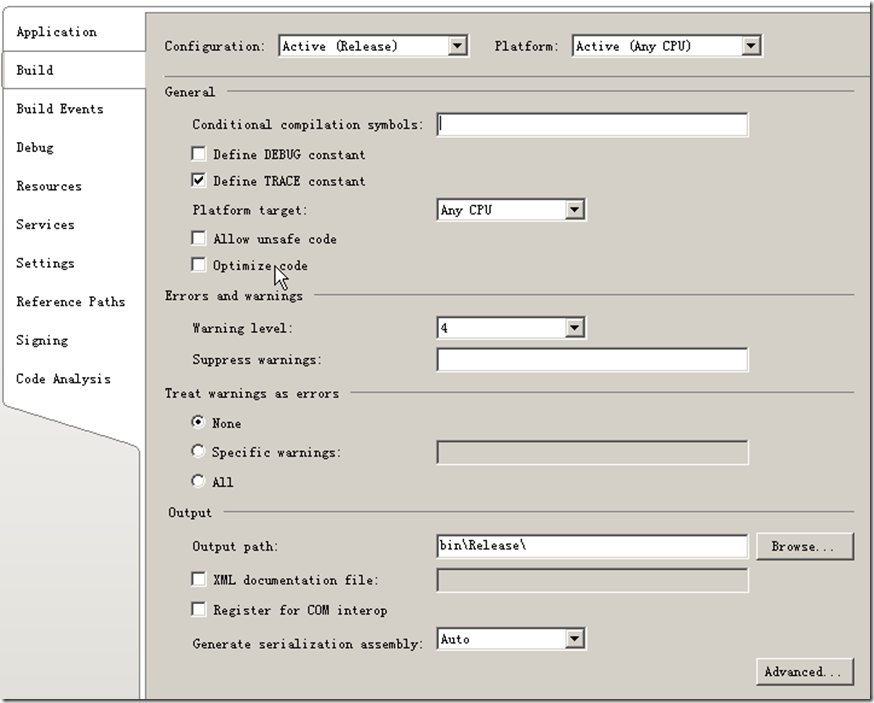 Application
Build
Build Events
Debug
Resources
Services
Settings
Reference Paths
Signing
Code Analysis
Configuration: Active (Release) Platform: Active (Any CPU)
General
Conditional compilation symbols:
Define DEBUG constant
Define TRACE constant
Platform target: Any CPU
Allow unsafe code
Optimize code
Errors and warnings
Warning level: 4
Suppress warnings:
Treat warnings as errors
None
Specific warnings:
All
Output
Output path: bin\Release\ Browse...
XML documentation file:
Register for COM interop
Generate serialization assembly: Auto
Advanced...